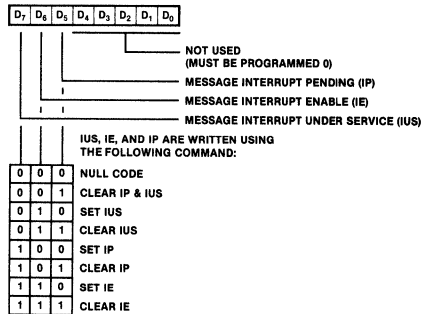 D7 D6 D5 D4 D3 D2 D1 D0
NOT USED
(MUST BE PROGRAMMED 0)
MESSAGE INTERRUPT PENDING (IP)
MESSAGE INTERRUPT ENABLE (IE)
MESSAGE INTERRUPT UNDER SERVICE (IUS)
IUS, IE, AND IP ARE WRITTEN USING
THE FOLLOWING COMMAND:
0 0 0 NULL CODE
0 0 1 CLEAR IP & IUS
0 1 0 SET IUS
0 1 1 CLEAR IUS
1 0 0 SET IP
1 0 1 CLEAR IP
1 1 0 SET IE
1 1 1 CLEAR IE